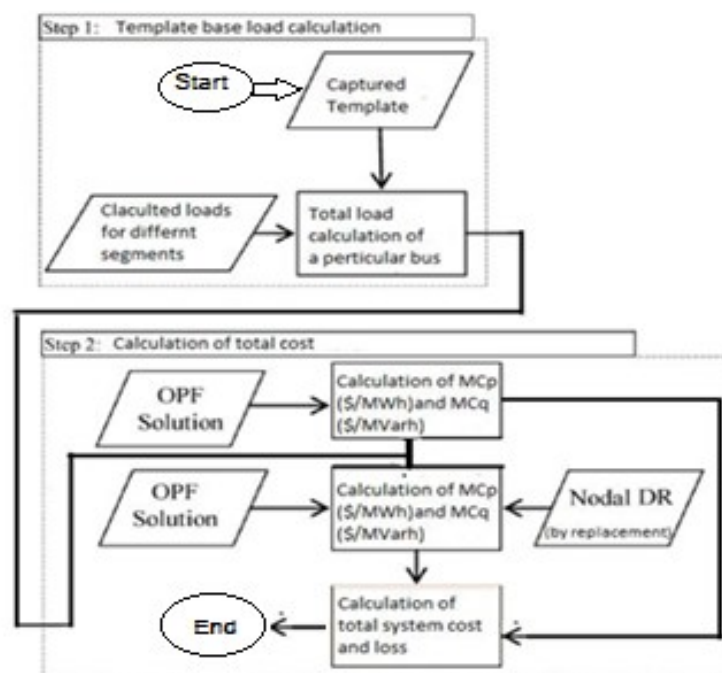 Step 1: Template base load calculation
Start
Captured
Template
Claculted loads
for differnt
segments
Total load
calculation of
a perticular bus
Step 2: Calculation of total cost
OPF
Solution
Calculation of MCp
($/MWh)and MCq
($/MVarh)
OPF
Solution
Calculation of MCp
($/MWh)and MCq
($/MVarh)
Nodal DR
(by replacement)
End
Calculation of
total system cost
and loss